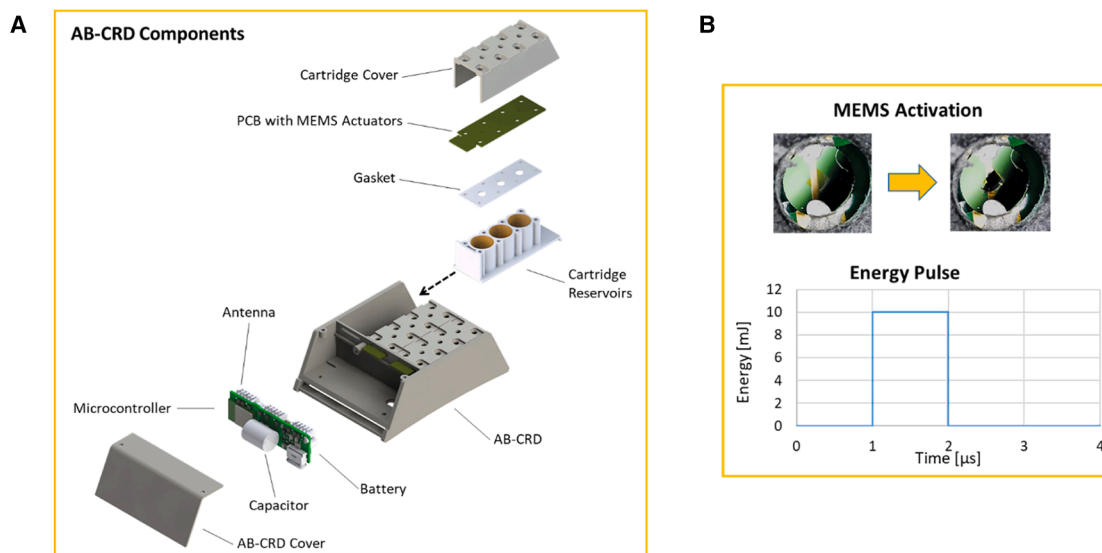 A
AB-CRD Components
Cartridge Cover
PCB with MEMS Actuators
Gasket
Cartridge
Reservoirs
Antenna
Microcontroller
AB-CRD
Battery
Capacitor
AB-CRD Cover
B
MEMS Activation
Energy Pulse
Energy [mJ]
12
10
8
6
4
2
0
0 1 2 3 4
Time [µs]